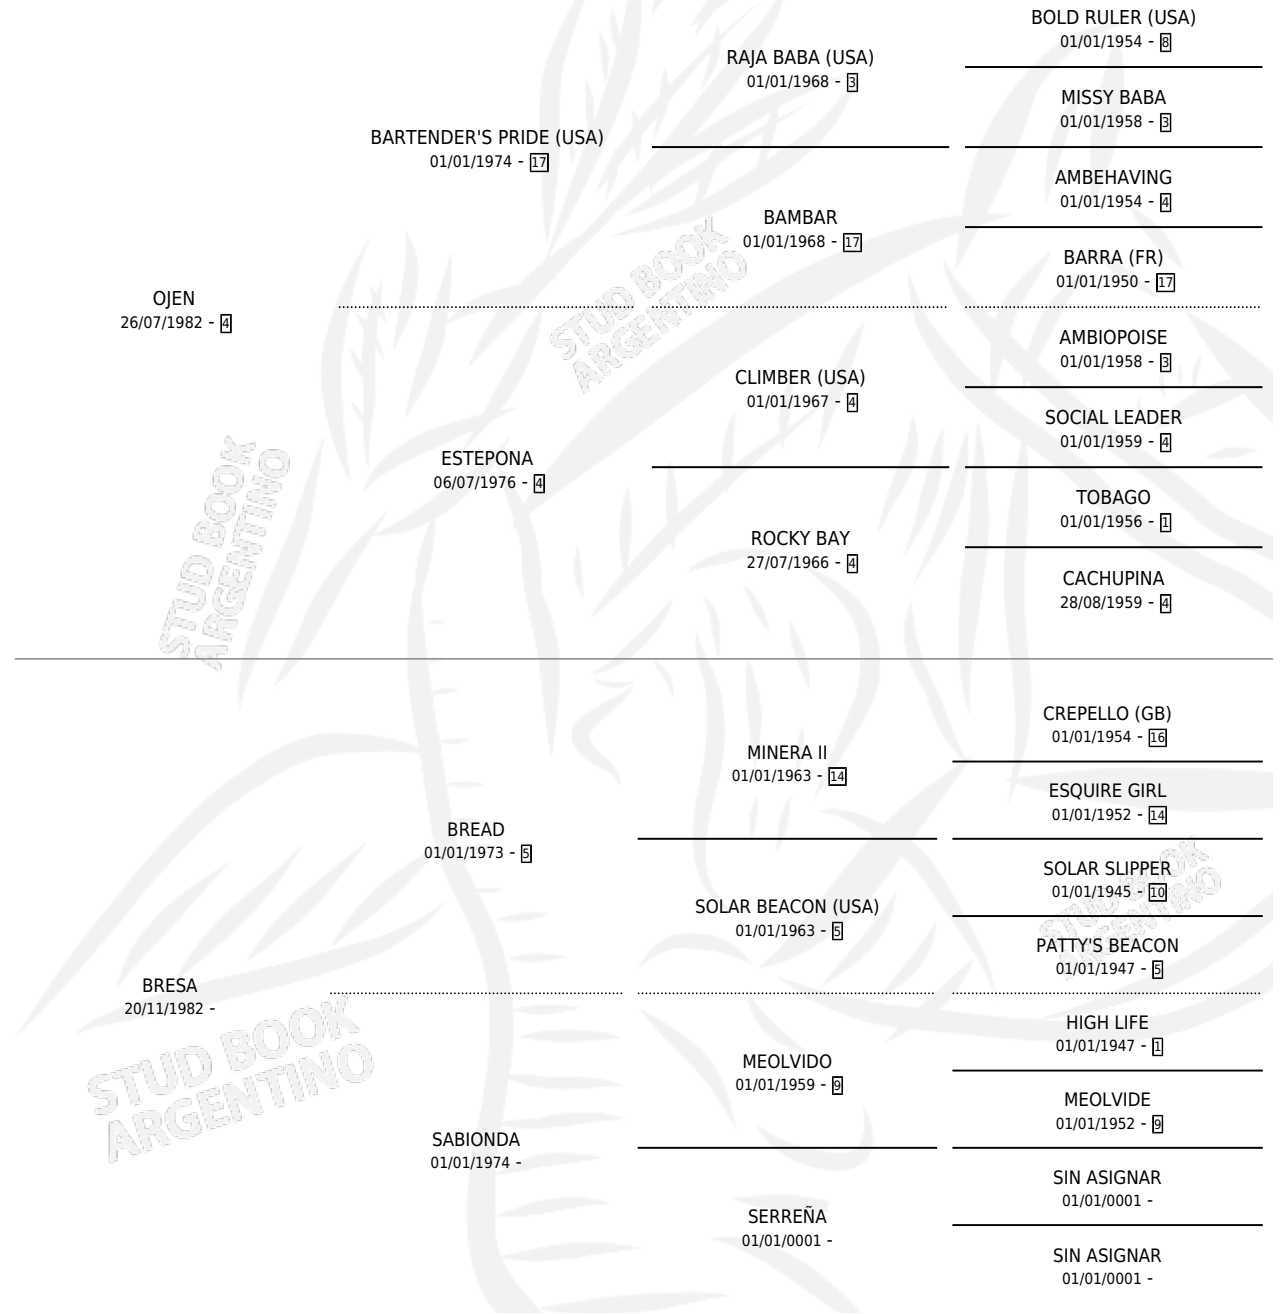 BOLD RULER (USA)
01/01/1954 - 8
RAJA BABA (USA)
01/01/1968 - 3
MISSY BABA
01/01/1958 - 3
BARTENDER'S PRIDE (USA)
01/01/1974 - 17
AMBEHAVING
01/01/1954 - 4
BAMBAR
01/01/1968 - 17
BARRA (FR)
01/01/1950 - 17
OJEN
26/07/1982 - 4
STUD BOOK
ARGENTINO
AMBIOPOISE
01/01/1958 - 3
CLIMBER (USA)
01/01/1967 - 4
SOCIAL LEADER
01/01/1959 - 4
ESTEPONA
06/07/1976 - 4
TOBAGO
01/01/1956 - 1
ROCKY BAY
27/07/1966 - 4
CACHUPINA
28/08/1959 - 4
STUD BOOK
ARGENTINO
CREPELLO (GB)
01/01/1954 - 16
MINERA II
01/01/1963 - 14
ESQUIRE GIRL
01/01/1952 - 14
BREAD
01/01/1973 - 5
SOLAR SLIPPER
01/01/1945 - 10
SOLAR BEACON (USA)
01/01/1963 - 5
PATTY'S BEACON
01/01/1947 - 5
STUD BOOK
ARGENTINO
BRESA
20/11/1982 -
HIGH LIFE
01/01/1947 - 1
MEOLVIDO
01/01/1959 - 9
MEOLVIDE
01/01/1952 - 9
STUD BOOK
ARGENTINO
SABIONDA
01/01/1974 -
SIN ASIGNAR
01/01/0001 -
SERREÑA
01/01/0001 -
SIN ASIGNAR
01/01/0001 -